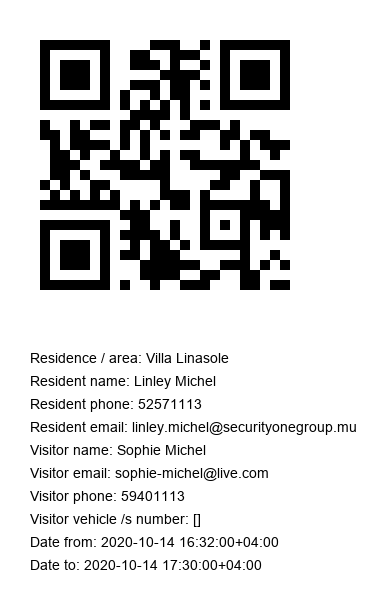 Residence / area: Villa Linasole
Resident name: Linley Michel
Resident phone: 52571113
Resident email: linley.michel@securityonegroup.mu
Visitor name: Sophie Michel
Visitor email: sophie-michel@live.com
Visitor phone: 59401113
Visitor vehicle /s number: []
Date from: 2020-10-14 16:32:00+04:00
Date to: 2020-10-14 17:30:00+04:00